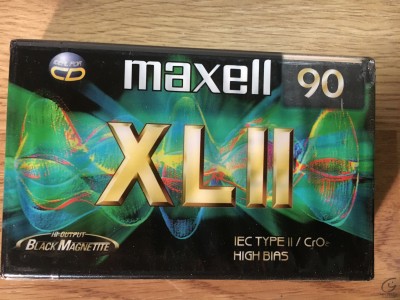 IDEAL FOR
CD
maxell
90
XLII
HI-OUTPUT
BLACK MAGNETITE
IEC TYPE II / CrO₂
HIGH BIAS